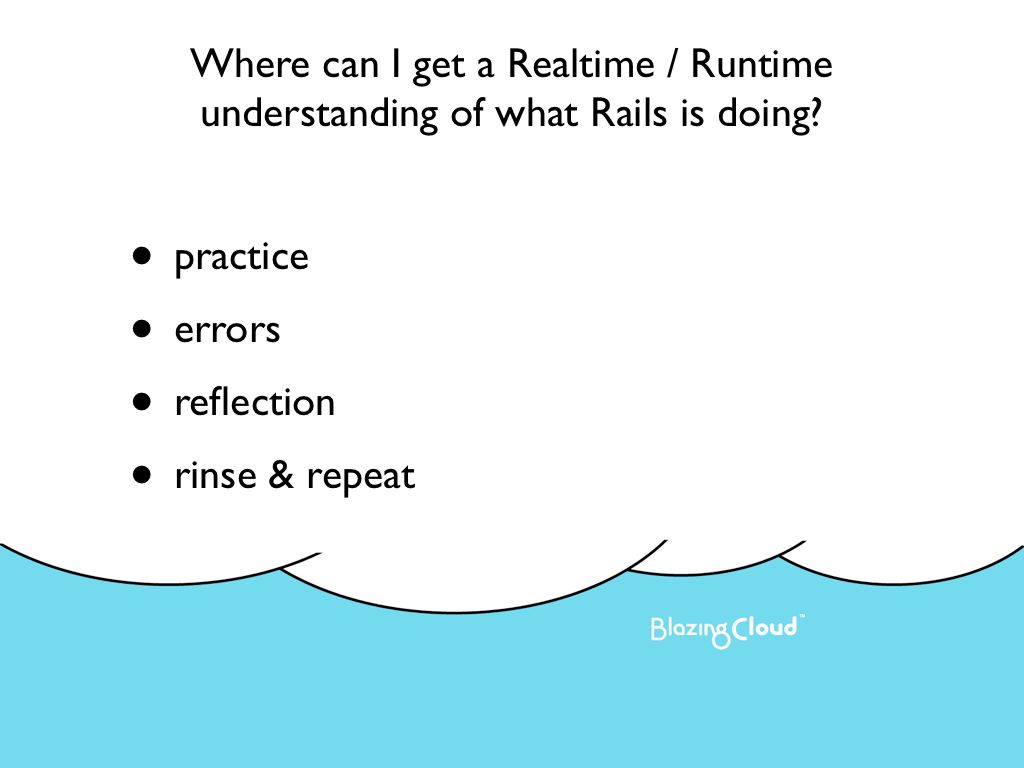 Where can I get a Realtime / Runtime
understanding of what Rails is doing?
• practice
• errors
• reflection
• rinse & repeat
BlazingCloud™